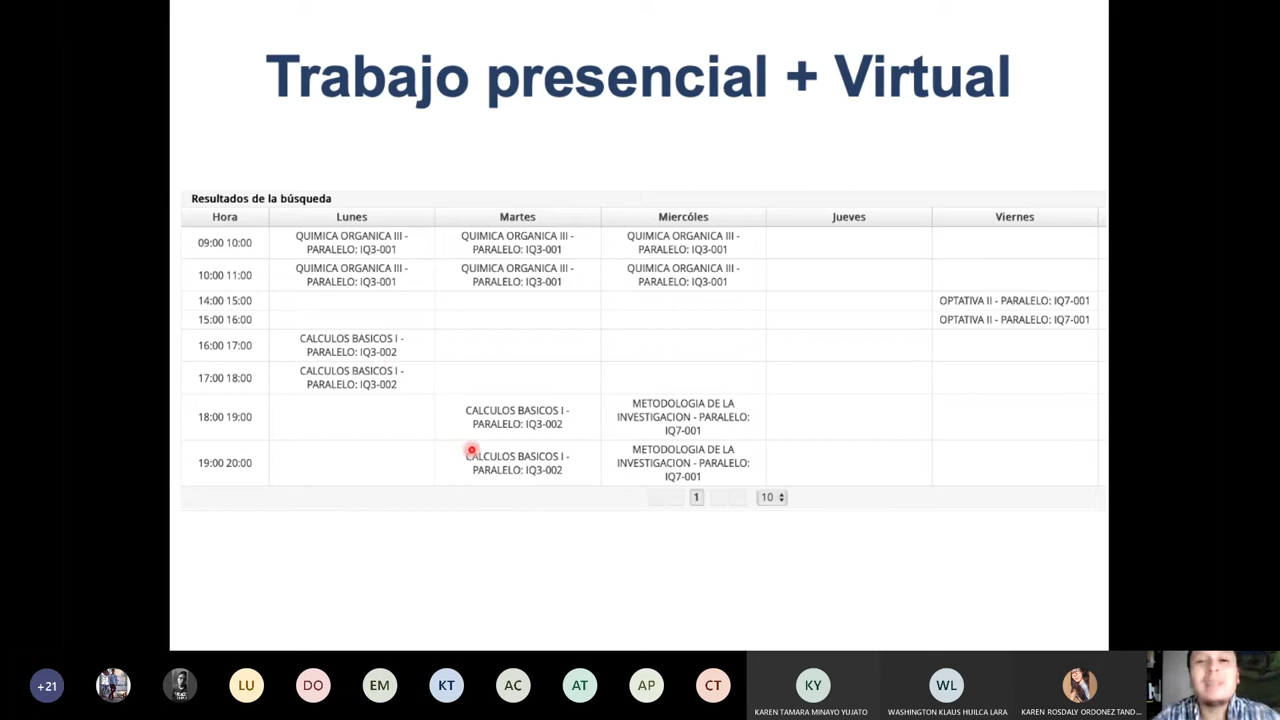 Trabajo presencial + Virtual
Resultados de la búsqueda
Hora Lunes Martes Miercóles Jueves Viernes
09:00 10:00 QUIMICA ORGANICA III - QUIMICA ORGANICA III - QUIMICA ORGANICA III -
PARALELO: IQ3-001 PARALELO: IQ3-001 PARALELO: IQ3-001
10:00 11:00 QUIMICA ORGANICA III - QUIMICA ORGANICA III - QUIMICA ORGANICA III -
PARALELO: IQ3-001 PARALELO: IQ3-001 PARALELO: IQ3-001
14:00 15:00 OPTATIVA II - PARALELO: IQ7-001
15:00 16:00 OPTATIVA II - PARALELO: IQ7-001
16:00 17:00 CALCULOS BASICOS I -
PARALELO: IQ3-002
17:00 18:00 CALCULOS BASICOS I -
PARALELO: IQ3-002
18:00 19:00 CALCULOS BASICOS I -
PARALELO: IQ3-002
METODOLOGIA DE LA
INVESTIGACION - PARALELO:
IQ7-001
19:00 20:00 CALCULOS BASICOS I -
PARALELO: IQ3-002
METODOLOGIA DE LA
INVESTIGACION - PARALELO:
IQ7-001
1 10
+21 LU DO EM KT AC AT AP CT KY WL
KAREN TAMARA MINAYO YUJATO WASHINGTON KLAUS HUILCA LARA KAREN ROSDALY ORDONEZ TAND...